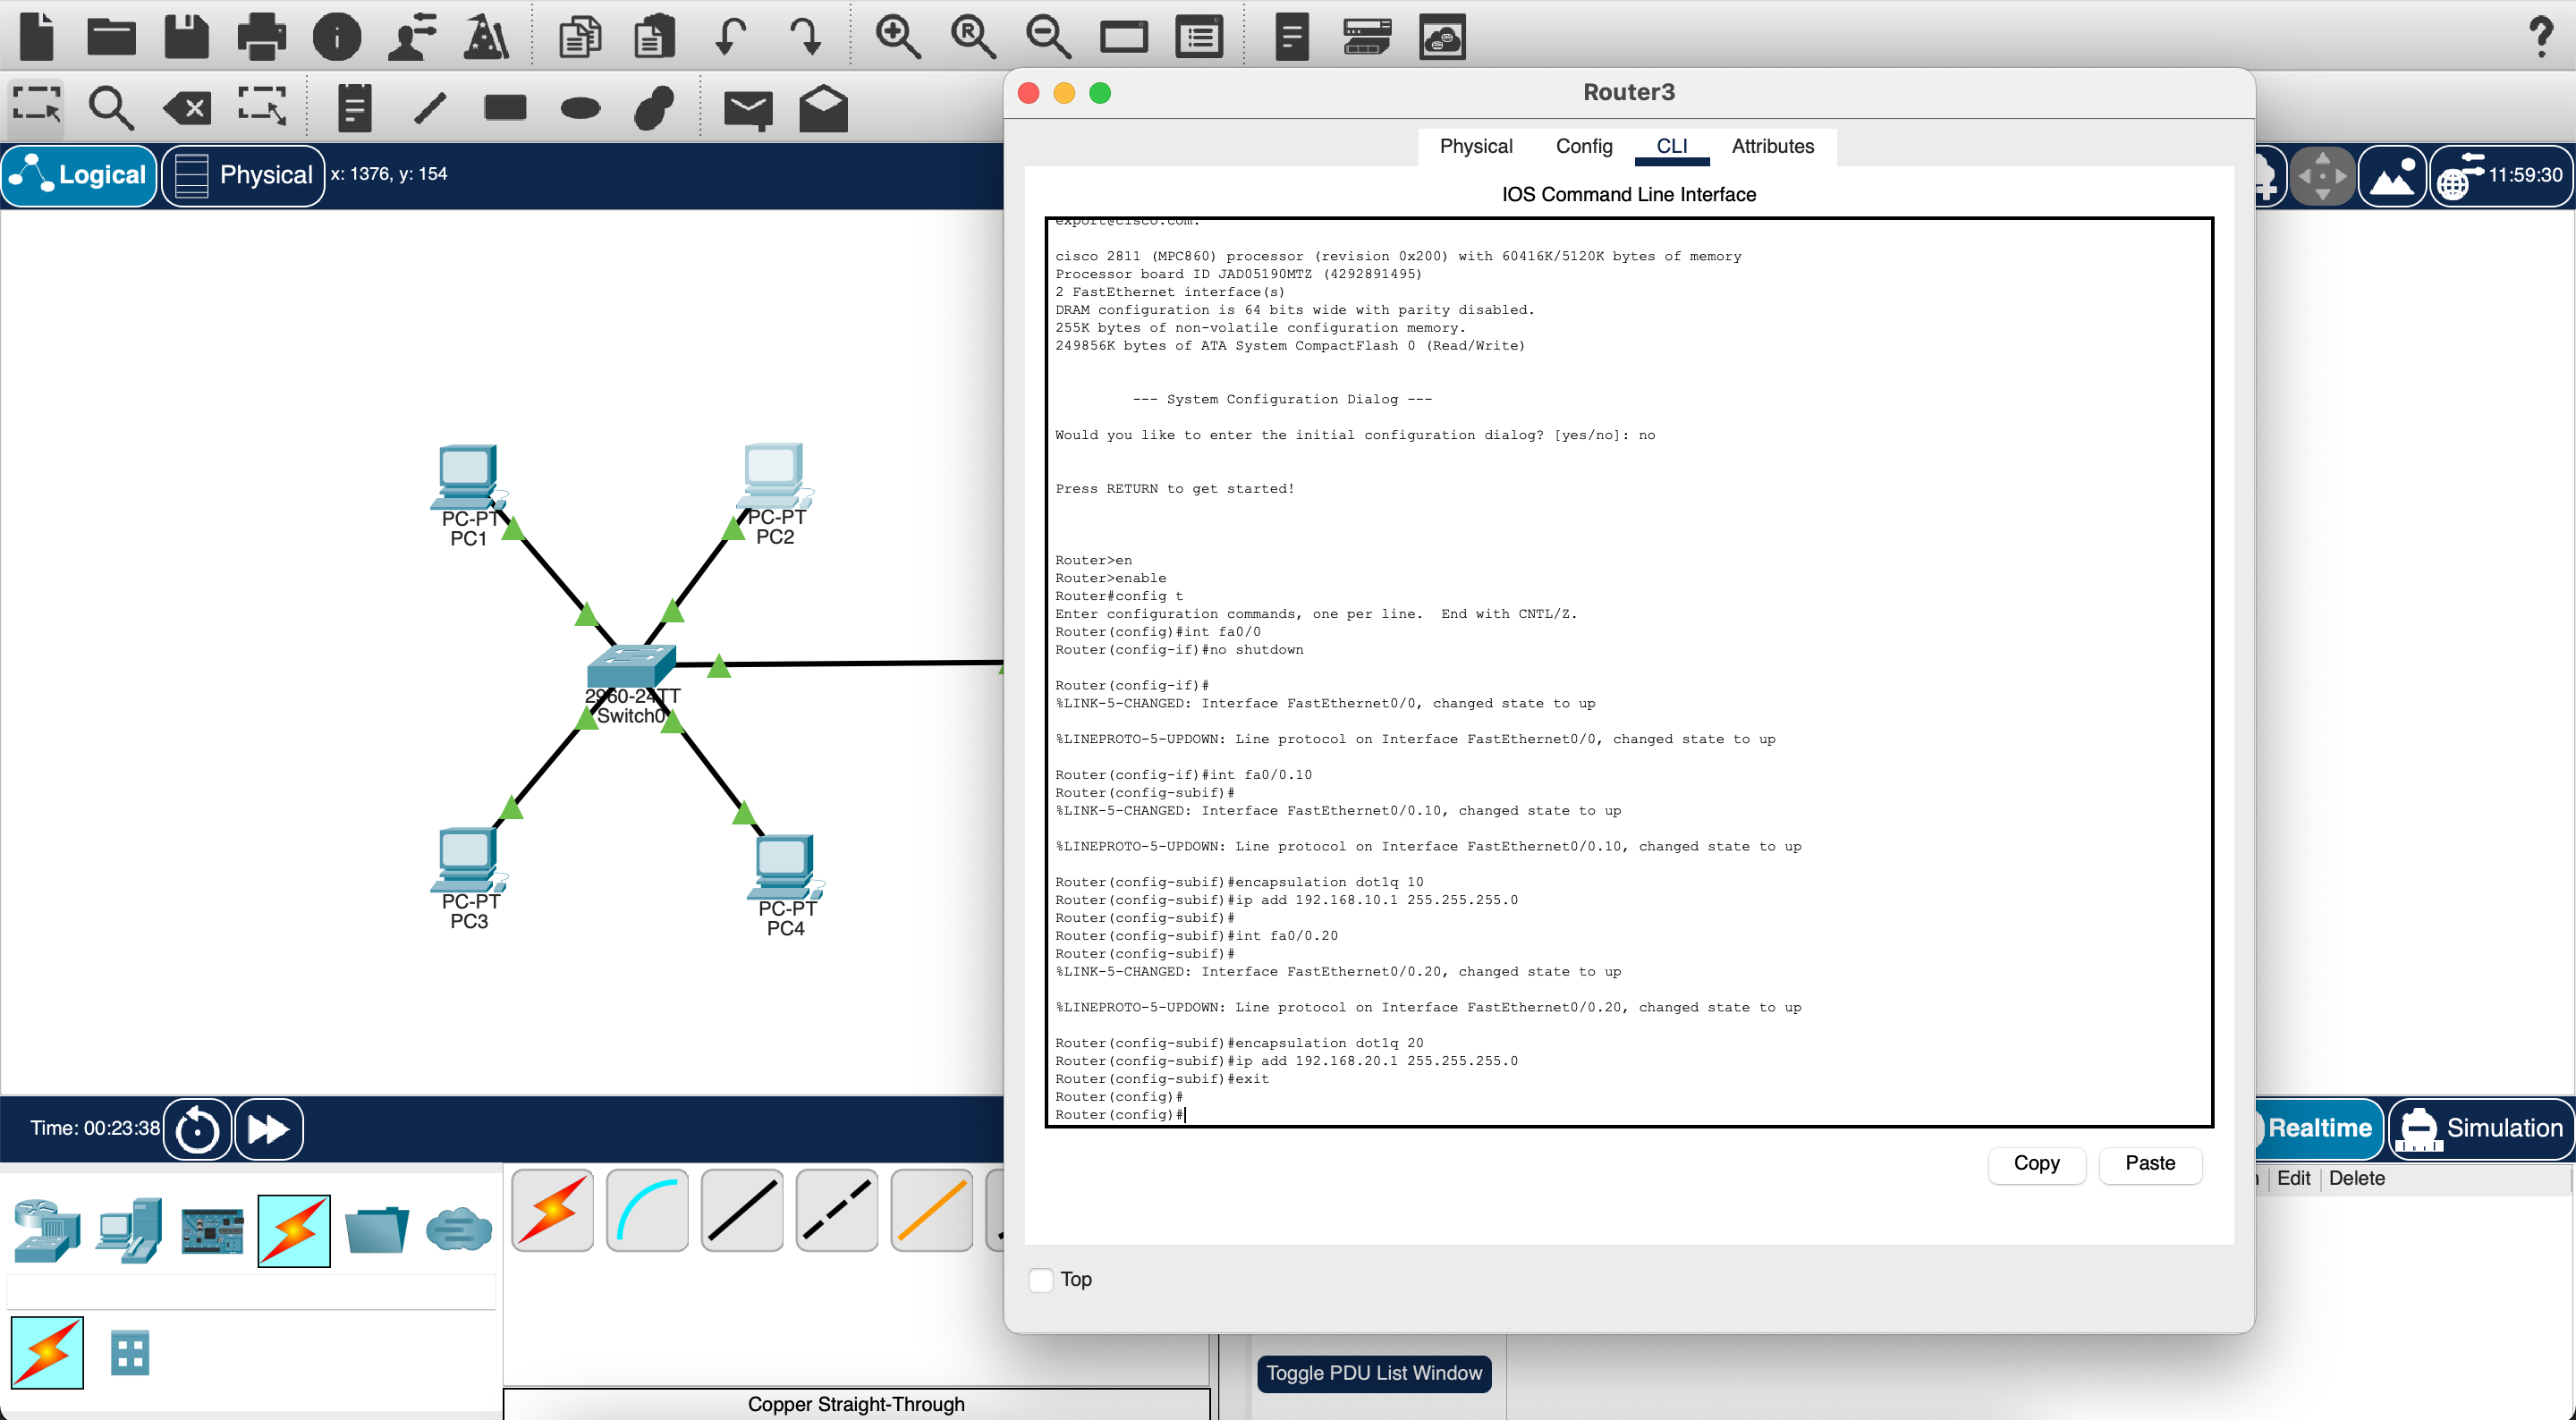 Router3
Physical Config CLI Attributes
Logical
Physical
x: 1376, y: 154
11:59:30
IOS Command Line Interface
export@cisco.com.
cisco 2811 (MPC860) processor (revision 0x200) with 60416K/5120K bytes of memory
Processor board ID JAD05190MTZ (4292891495)
2 FastEthernet interface(s)
DRAM configuration is 64 bits wide with parity disabled.
255K bytes of non-volatile configuration memory.
249856K bytes of ATA System CompactFlash 0 (Read/Write)
--- System Configuration Dialog ---
Would you like to enter the initial configuration dialog? [yes/no]: no
Press RETURN to get started!
Router>en
Router>enable
Router#config t
Enter configuration commands, one per line.  End with CNTL/Z.
Router(config)#int fa0/0
Router(config-if)#no shutdown
Router(config-if)#
%LINK-5-CHANGED: Interface FastEthernet0/0, changed state to up
%LINEPROTO-5-UPDOWN: Line protocol on Interface FastEthernet0/0, changed state to up
Router(config-if)#int fa0/0.10
Router(config-subif)#
%LINK-5-CHANGED: Interface FastEthernet0/0.10, changed state to up
%LINEPROTO-5-UPDOWN: Line protocol on Interface FastEthernet0/0.10, changed state to up
Router(config-subif)#encapsulation dot1q 10
Router(config-subif)#ip add 192.168.10.1 255.255.255.0
Router(config-subif)#
Router(config-subif)#int fa0/0.20
Router(config-subif)#
%LINK-5-CHANGED: Interface FastEthernet0/0.20, changed state to up
%LINEPROTO-5-UPDOWN: Line protocol on Interface FastEthernet0/0.20, changed state to up
Router(config-subif)#encapsulation dot1q 20
Router(config-subif)#ip add 192.168.20.1 255.255.255.0
Router(config-subif)#exit
Router(config)#
Router(config)#
Copy
Paste
Top
PC-PT
PC1
PC-PT
PC2
2960-24TT
Switch0
PC-PT
PC3
PC-PT
PC4
Time: 00:23:38
Realtime
Simulation
Edit
Delete
Toggle PDU List Window
Copper Straight-Through